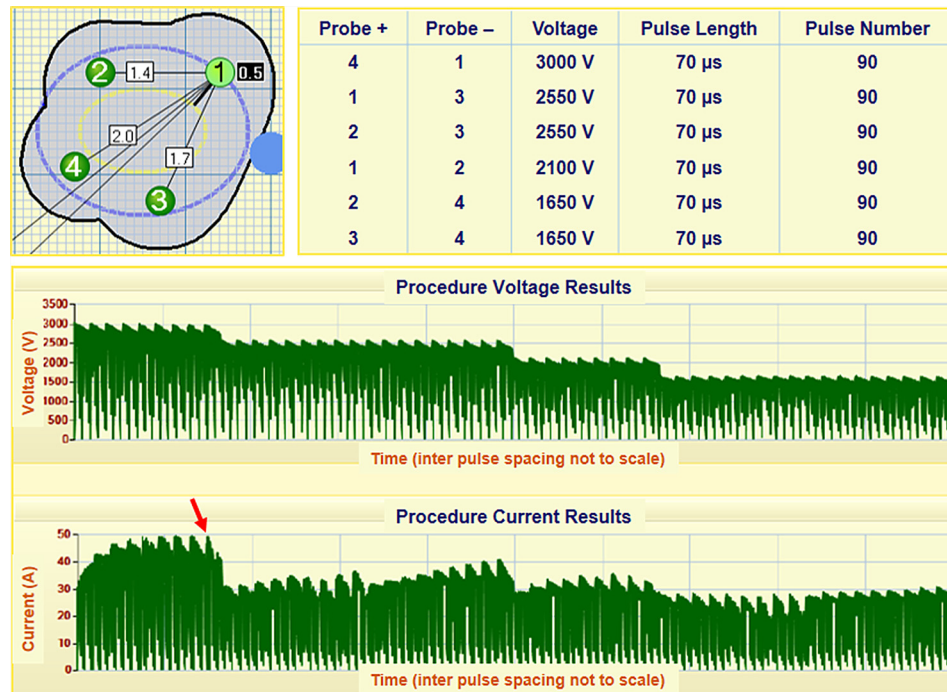 2
1.4
1
0.5
2.0
1.7
4
3
Probe + Probe – Voltage Pulse Length Pulse Number
4 1 3000 V 70 µs 90
1 3 2550 V 70 µs 90
2 3 2550 V 70 µs 90
1 2 2100 V 70 µs 90
2 4 1650 V 70 µs 90
3 4 1650 V 70 µs 90
Procedure Voltage Results
Voltage (V)
3500
3000
2500
2000
1500
1000
500
0
Time (inter pulse spacing not to scale)
Procedure Current Results
Current (A)
50
40
30
20
10
0
Time (inter pulse spacing not to scale)